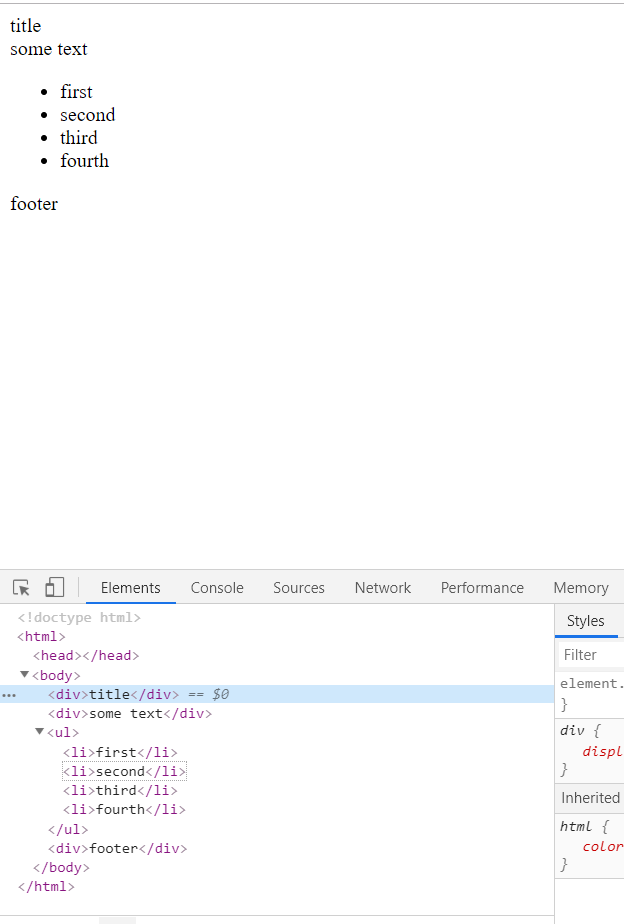 title
some text
• first
• second
• third
• fourth
footer
Elements Console Sources Network Performance Memory
<!doctype html>
<html>
<head></head>
<body>
<div>title</div> == $0
<div>some text</div>
<ul>
<li>first</li>
<li>second</li>
<li>third</li>
<li>fourth</li>
</ul>
<div>footer</div>
</body>
</html>
Styles
Filter
element.
}
div {
displ
}
Inherited
html {
color
}